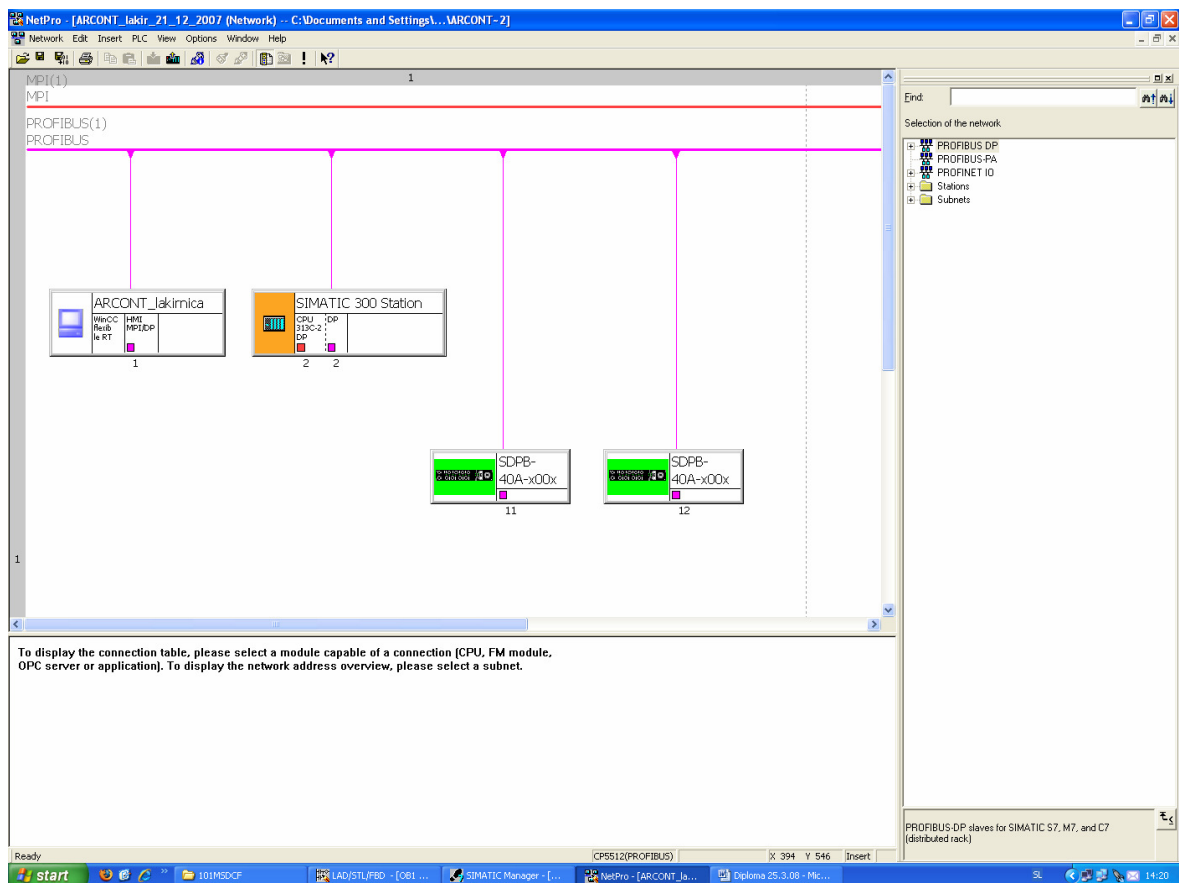 NetPro - [ARCONT_lakir_21_12_2007 (Network) -- C:\Documents and Settings\...\ARCONT~2]
Network Edit Insert PLC View Options Window Help
MPI(1)
1
MPI
PROFIBUS(1)
PROFIBUS
ARCONT_lakirnica
WinCC flexib le RT
HMI MPI/DP
1
SIMATIC 300 Station
CPU 313C-2 DP
DP
2 2
SDPB-
40A-x00x
11
SDPB-
40A-x00x
12
1
To display the connection table, please select a module capable of a connection (CPU, FM module,
OPC server or application). To display the network address overview, please select a subnet.
Find:
Selection of the network
PROFIBUS DP
PROFIBUS-PA
PROFINET IO
Stations
Subnets
PROFIBUS-DP slaves for SIMATIC S7, M7, and C7
(distributed rack)
Ready
CP5512(PROFIBUS)
X 394 Y 546
Insert
start
101MSDCF
LAD/STL/FBD - [OB1 ...
SIMATIC Manager - [...
NetPro - [ARCONT_la...
Diploma 25.3.08 - Mic...
SL
14:20